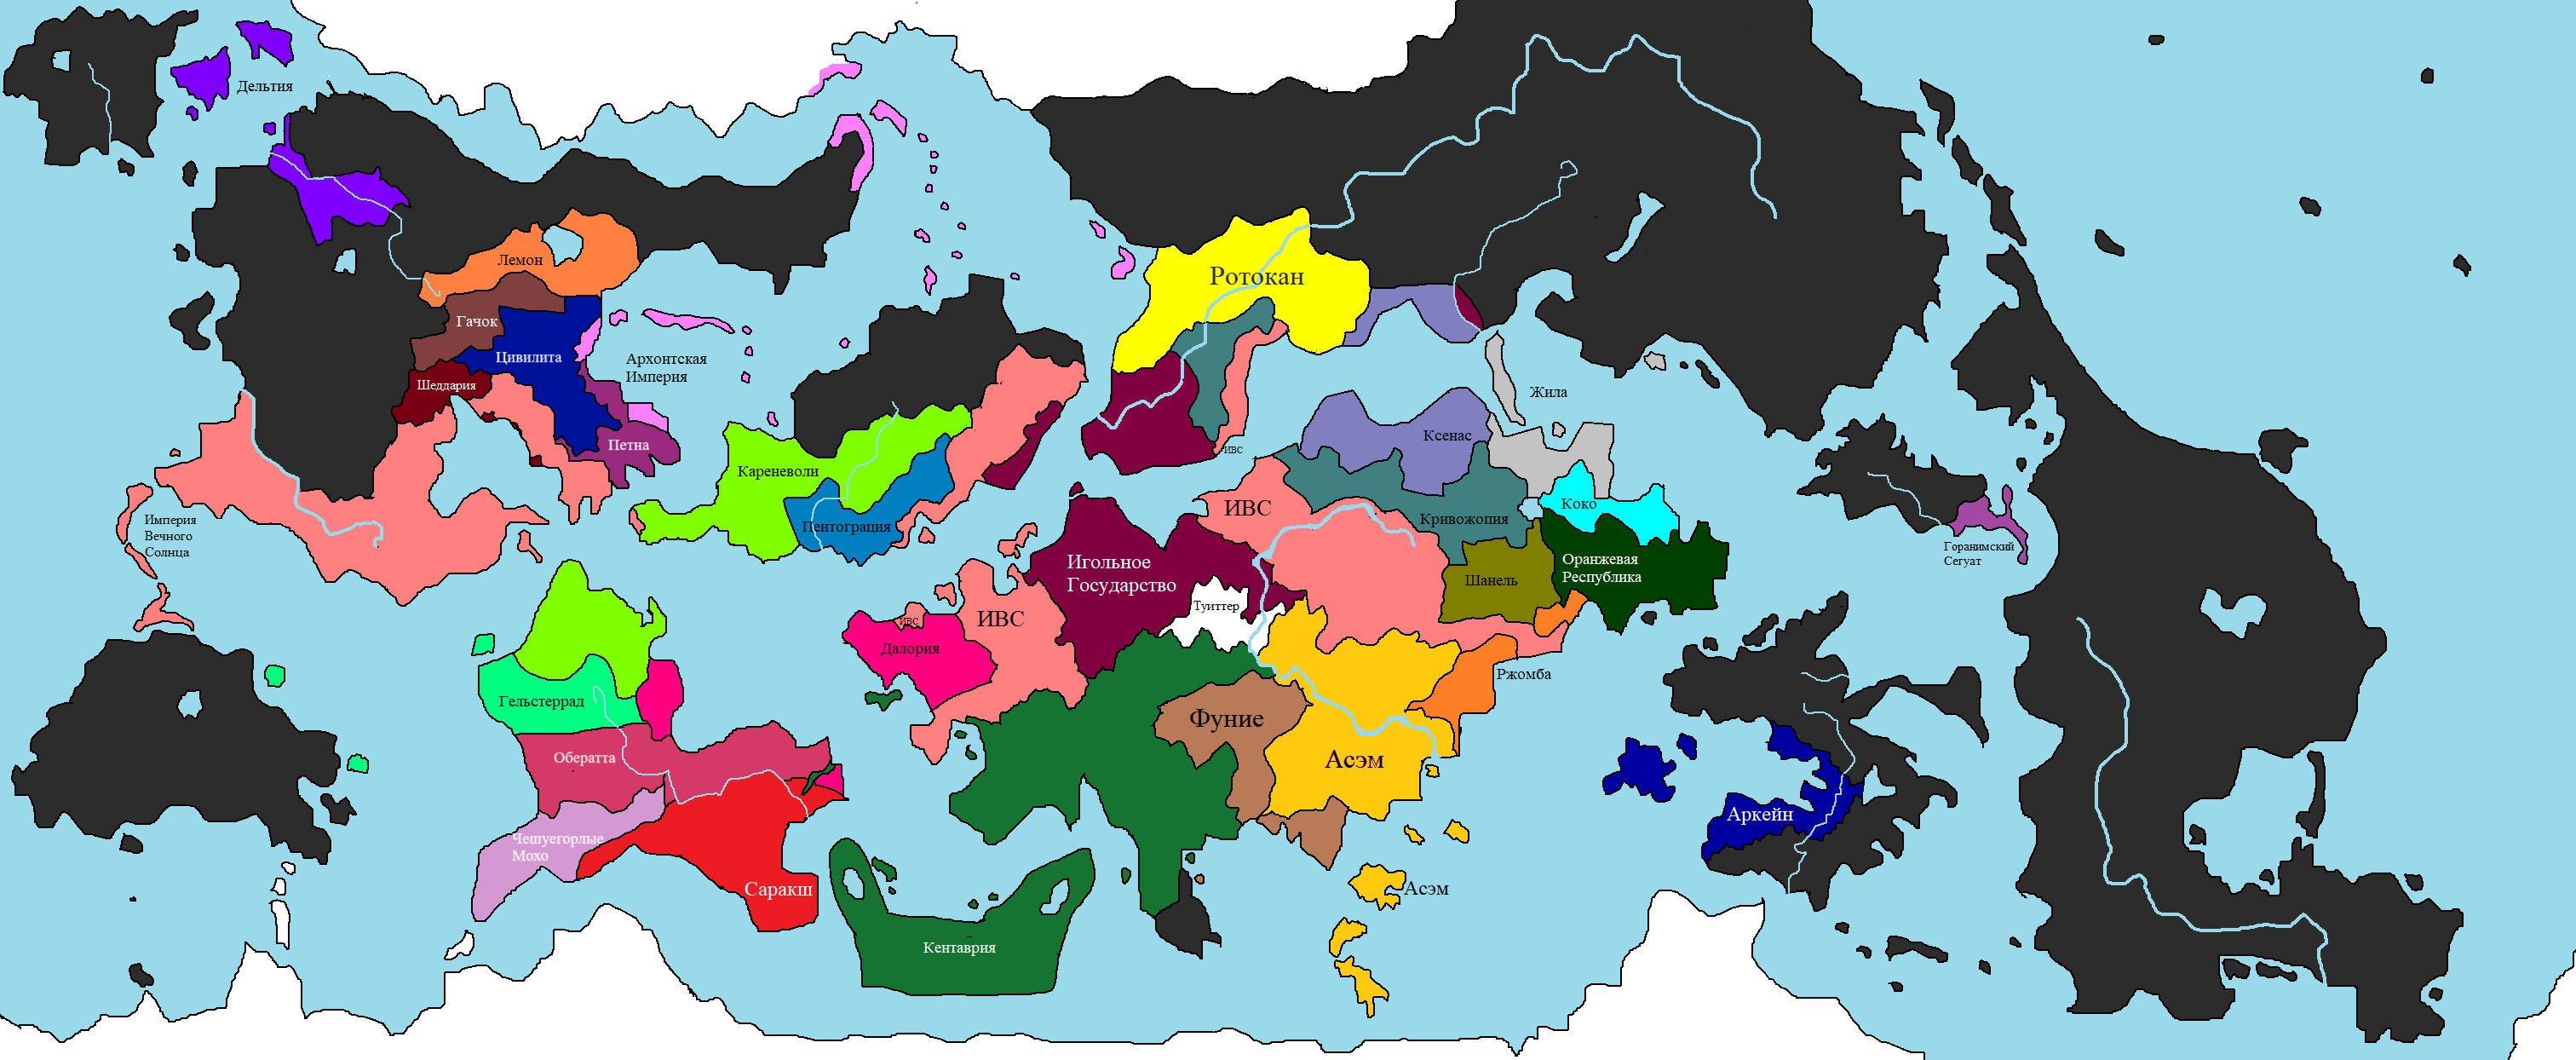 Дельтия
Лемон
Гачок
Цивилита
Шеддария
Архонтская
Империя
Петна
Империя
Вечного
Солнца
Кареневоли
Пентограция
Ротокан
ИВС
Жила
Ксенас
ИВС
Кривожопия
Коко
Оранжевая
Республика
Шанель
Горанимский
Сегуат
Игольное
Государство
Туиттер
ИВС
ИВС
Далория
Ржомба
Гельстеррад
Обератта
Фуние
Асэм
Аркейн
Чешуегорлые
Мохо
Саракш
Асэм
Кентаврия